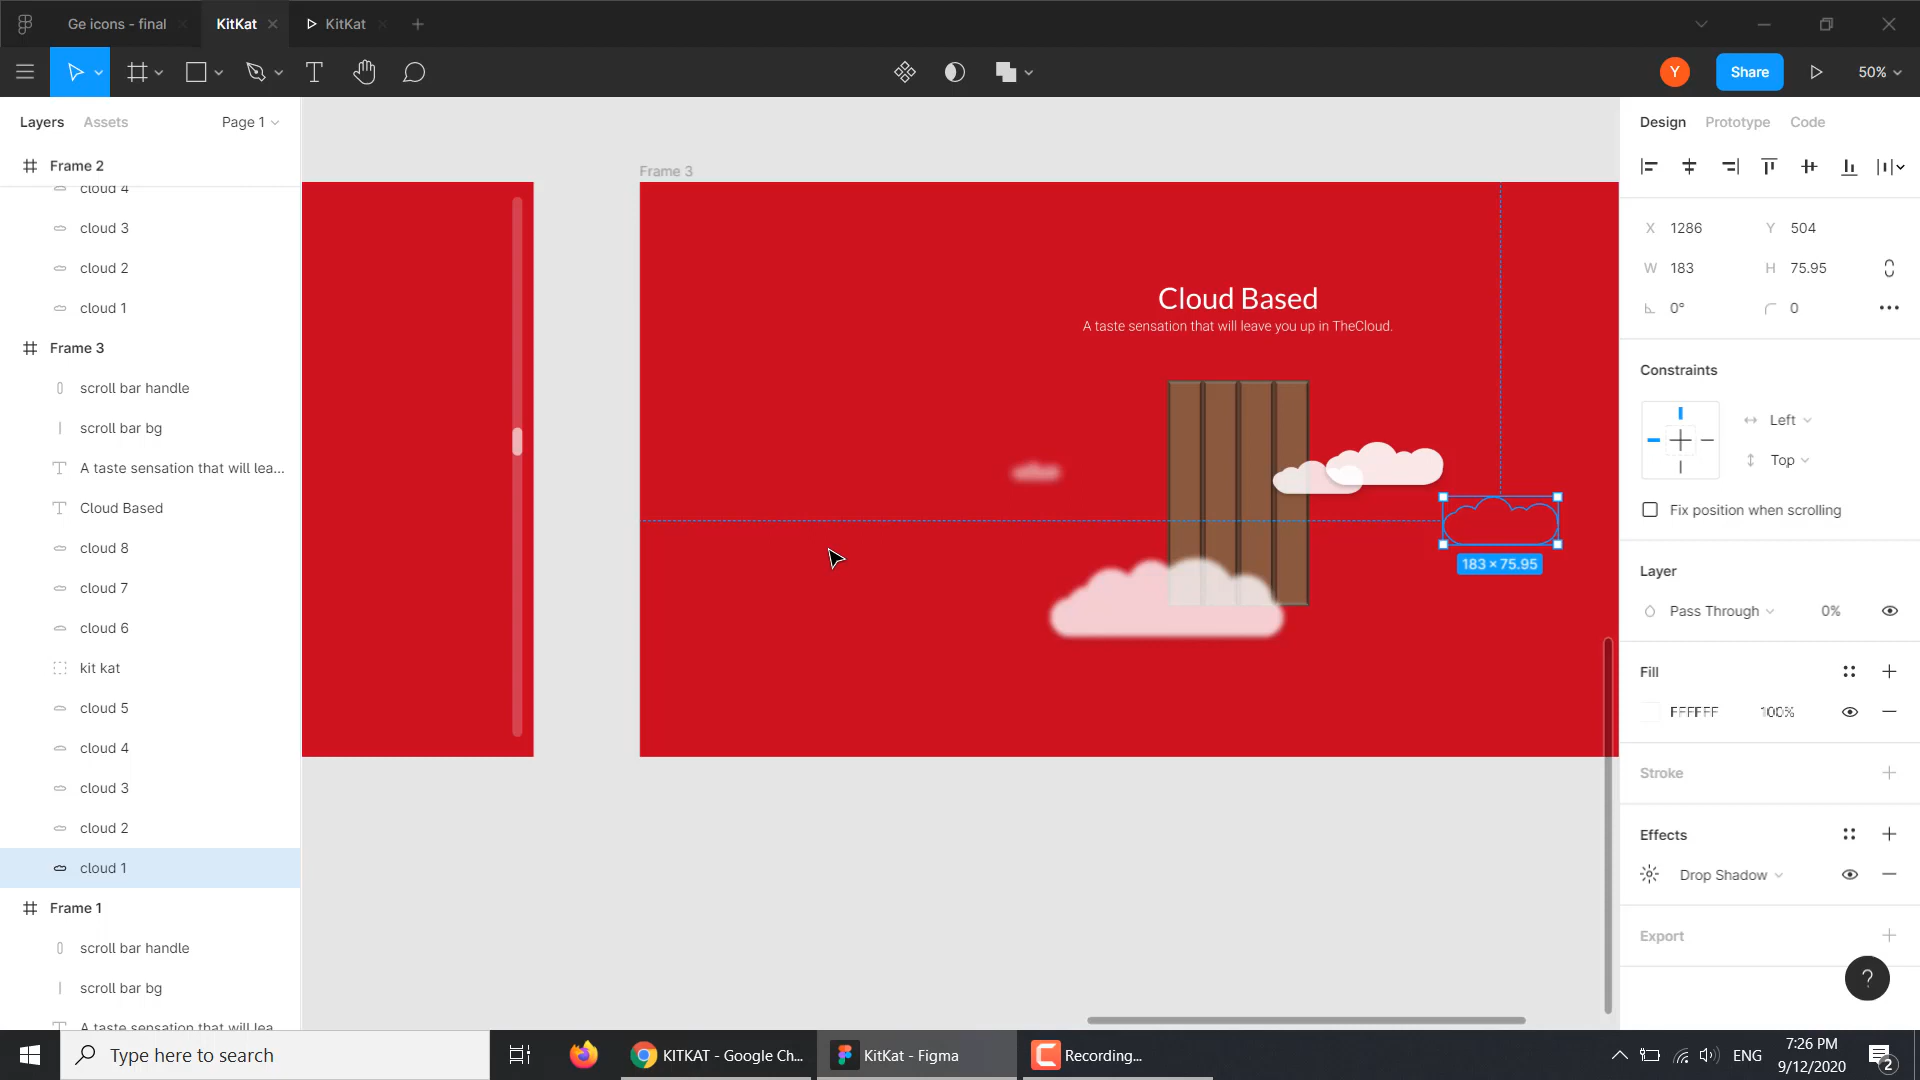 Ge icons - final
KitKat
KitKat
Share
50%
Layers
Assets
Page 1
Frame 2
cloud 4
cloud 3
cloud 2
cloud 1
Frame 3
scroll bar handle
scroll bar bg
A taste sensation that will lea...
Cloud Based
cloud 8
cloud 7
cloud 6
kit kat
cloud 5
cloud 4
cloud 3
cloud 2
cloud 1
Frame 1
scroll bar handle
scroll bar bg
A taste sensation that will lea
Frame 3
Cloud Based
A taste sensation that will leave you up in TheCloud.
183 × 75.95
Y
Design
Prototype
Code
X 1286
Y 504
W 183
H 75.95
0°
0
Constraints
Left
Top
Fix position when scrolling
Layer
Pass Through
0%
Fill
FFFFFF
100%
Stroke
Effects
Drop Shadow
Export
?
Type here to search
KITKAT - Google Ch...
KitKat - Figma
Recording...
ENG
7:26 PM
9/12/2020
2